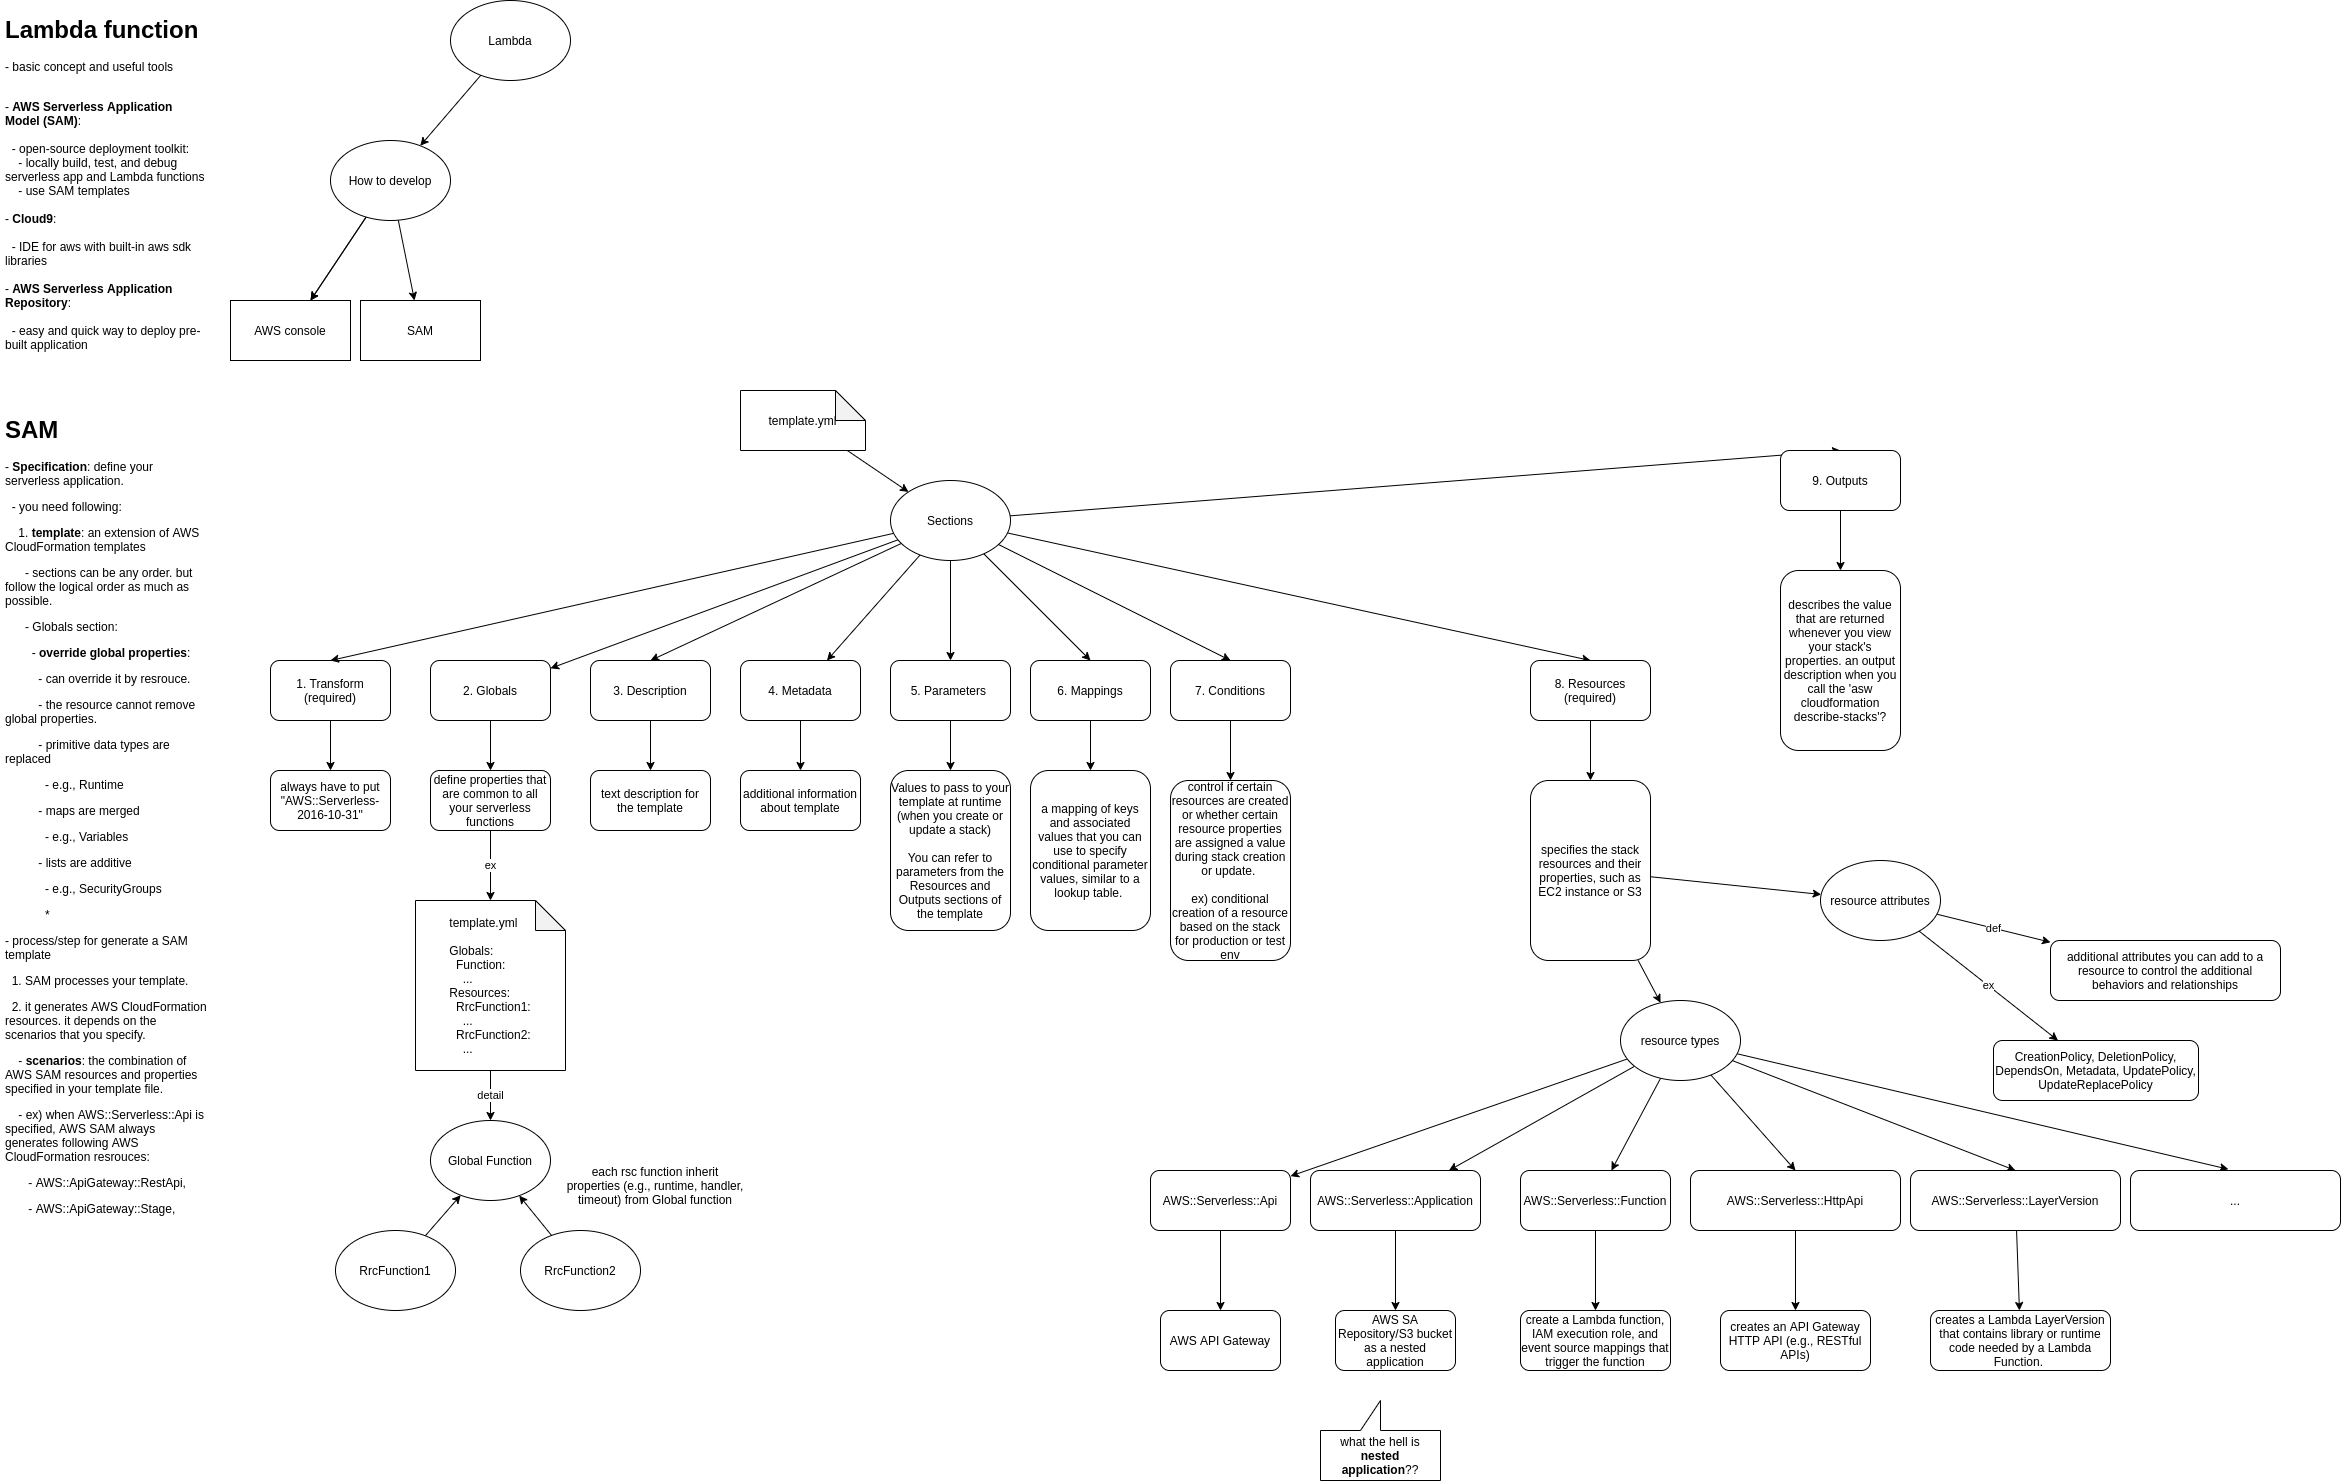 Lambda function
- basic concept and useful tools
- AWS Serverless Application
Model (SAM):
- open-source deployment toolkit:
- locally build, test, and debug
serverless app and Lambda functions
- use SAM templates
- Cloud9:
- IDE for aws with built-in aws sdk
libraries
- AWS Serverless Application
Repository:
- easy and quick way to deploy pre-
built application
Lambda
How to develop
AWS console
SAM
SAM
- Specification: define your
serverless application.
- you need following:
1. template: an extension of AWS
CloudFormation templates
- sections can be any order. but
follow the logical order as much as
possible.
- Globals section:
- override global properties:
- can override it by resrouce.
- the resource cannot remove
global properties.
- primitive data types are
replaced
- e.g., Runtime
- maps are merged
- e.g., Variables
- lists are additive
- e.g., SecurityGroups
*
- process/step for generate a SAM
template
1. SAM processes your template.
2. it generates AWS CloudFormation
resources. it depends on the
scenarios that you specify.
- scenarios: the combination of
AWS SAM resources and properties
specified in your template file.
- ex) when AWS::Serverless::Api is
specified, AWS SAM always
generates following AWS
CloudFormation resrouces:
- AWS::ApiGateway::RestApi,
- AWS::ApiGateway::Stage,
template.yml
Sections
1. Transform
(required)
always have to put
"AWS::Serverless-
2016-10-31"
2. Globals
define properties that
are common to all
your serverless
functions
ex
template.yml
Globals:
Function:
...
Resources:
RrcFunction1:
...
RrcFunction2:
...
detail
Global Function
each rsc function inherit
properties (e.g., runtime, handler,
timeout) from Global function
RrcFunction1
RrcFunction2
3. Description
text description for
the template
4. Metadata
additional information
about template
5. Parameters
Values to pass to your
template at runtime
(when you create or
update a stack)
You can refer to
parameters from the
Resources and
Outputs sections of
the template
6. Mappings
a mapping of keys
and associated
values that you can
use to specify
conditional parameter
values, similar to a
lookup table.
7. Conditions
control if certain
resources are created
or whether certain
resource properties
are assigned a value
during stack creation
or update.
ex) conditional
creation of a resource
based on the stack
for production or test
env
8. Resources
(required)
specifies the stack
resources and their
properties, such as
EC2 instance or S3
9. Outputs
describes the value
that are returned
whenever you view
your stack's
properties. an output
description when you
call the 'asw
cloudformation
describe-stacks'?
resource attributes
def
additional attributes you can add to a
resource to control the additional
behaviors and relationships
ex
CreationPolicy, DeletionPolicy,
DependsOn, Metadata, UpdatePolicy,
UpdateReplacePolicy
resource types
AWS::Serverless::Api
AWS API Gateway
AWS::Serverless::Application
AWS SA
Repository/S3 bucket
as a nested
application
what the hell is
nested
application??
AWS::Serverless::Function
create a Lambda function,
IAM execution role, and
event source mappings that
trigger the function
AWS::Serverless::HttpApi
creates an API Gateway
HTTP API (e.g., RESTful
APIs)
AWS::Serverless::LayerVersion
creates a Lambda LayerVersion
that contains library or runtime
code needed by a Lambda
Function.
...